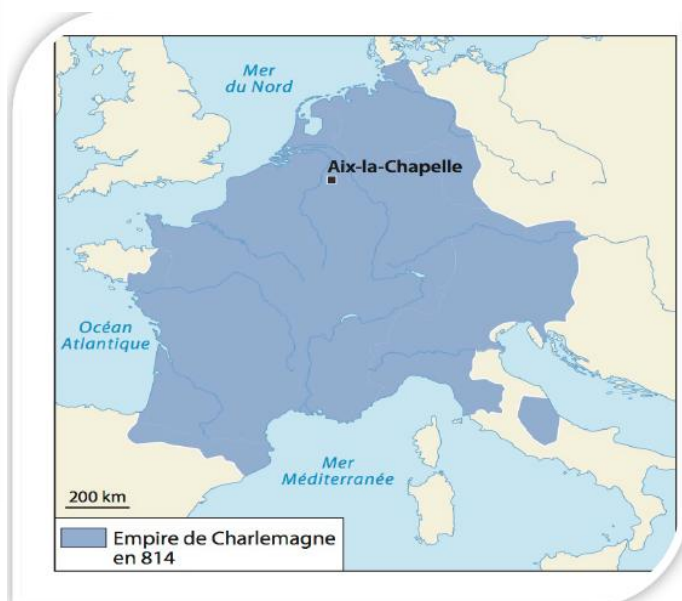 Mer
du Nord
Aix-la-Chapelle
Océan
Atlantique
Mer
Méditerranée
200 km
Empire de Charlemagne
en 814